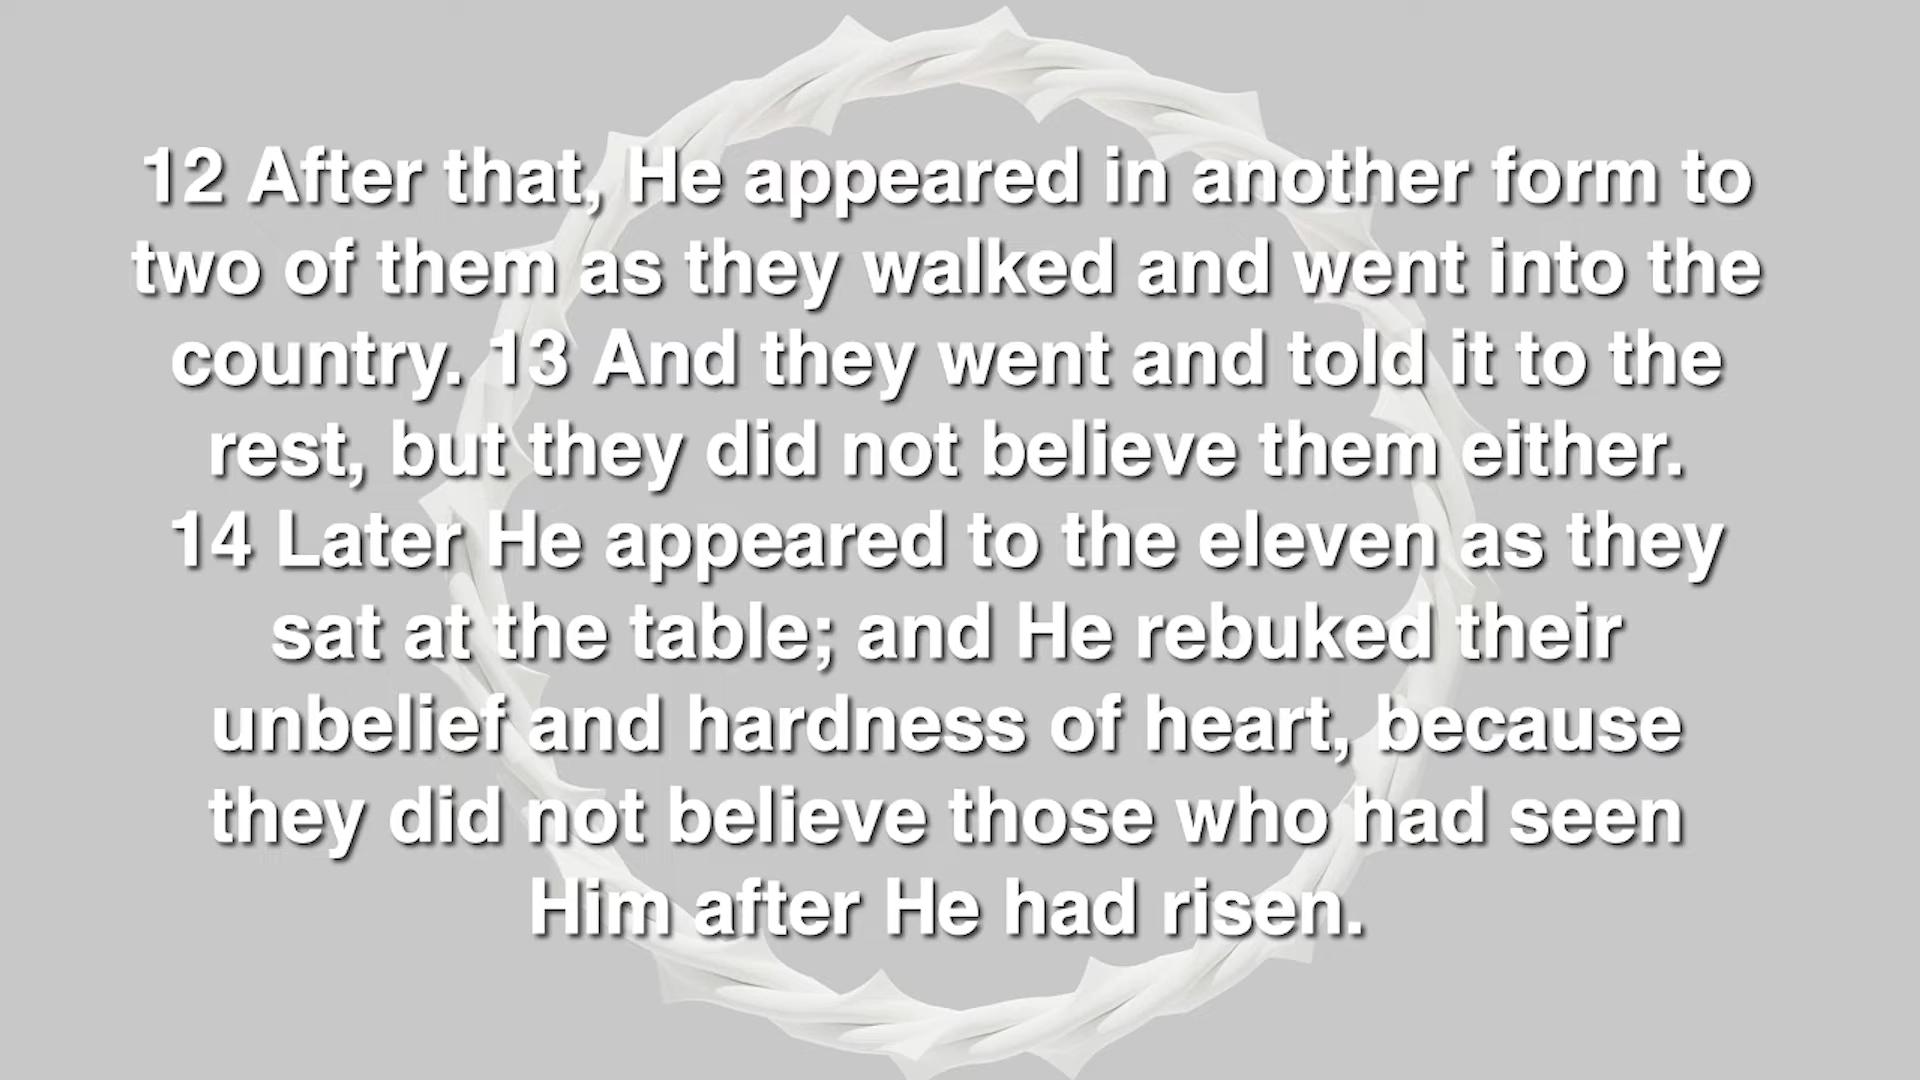 12 After that, He appeared in another form to
two of them as they walked and went into the
country. 13 And they went and told it to the
rest, but they did not believe them either.
14 Later He appeared to the eleven as they
sat at the table; and He rebuked their
unbelief and hardness of heart, because
they did not believe those who had seen
Him after He had risen.